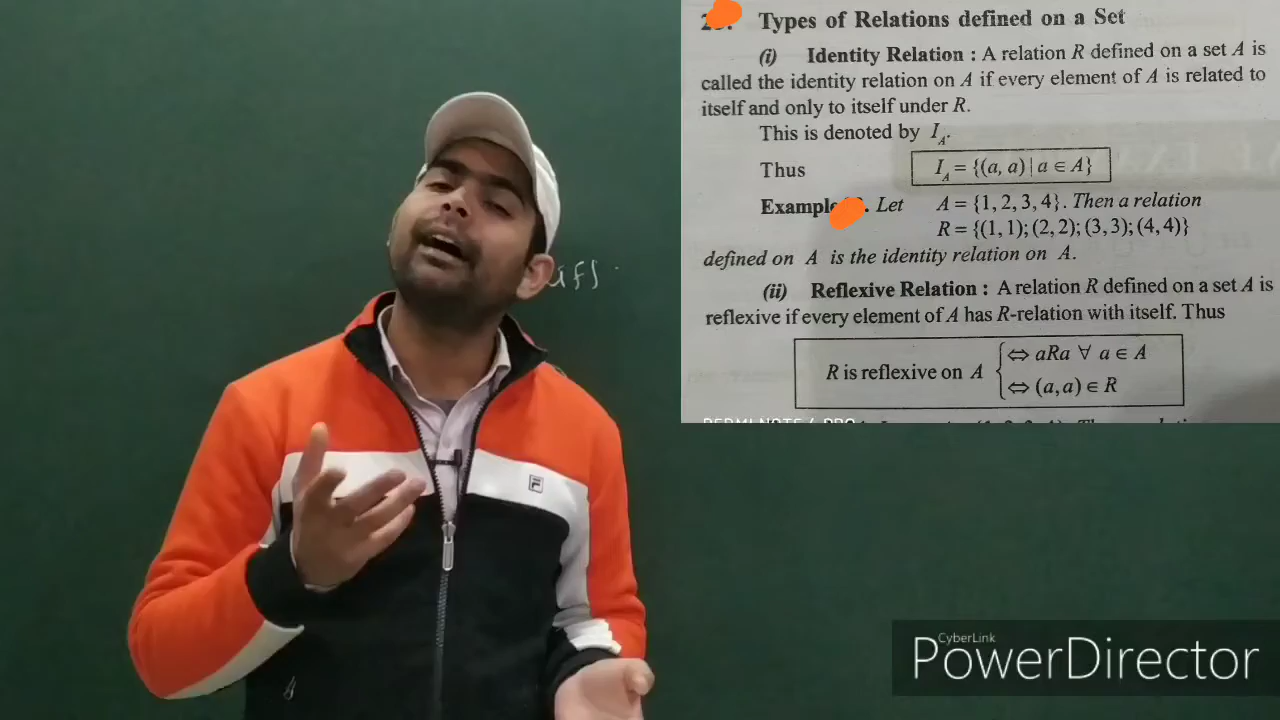 Types of Relations defined on a Set
(i) Identity Relation : A relation R defined on a set A is
called the identity relation on A if every element of A is related to
itself and only to itself under R.
This is denoted by I_A.
Thus I_A = {(a, a) | a ∈ A}
Example . Let A = {1, 2, 3, 4}. Then a relation
R = {(1, 1); (2, 2); (3, 3); (4, 4)}
defined on A is the identity relation on A.
(ii) Reflexive Relation : A relation R defined on a set A is
reflexive if every element of A has R-relation with itself. Thus
R is reflexive on A
⇔ aRa ∀ a ∈ A
⇔ (a, a) ∈ R
CyberLink
PowerDirector